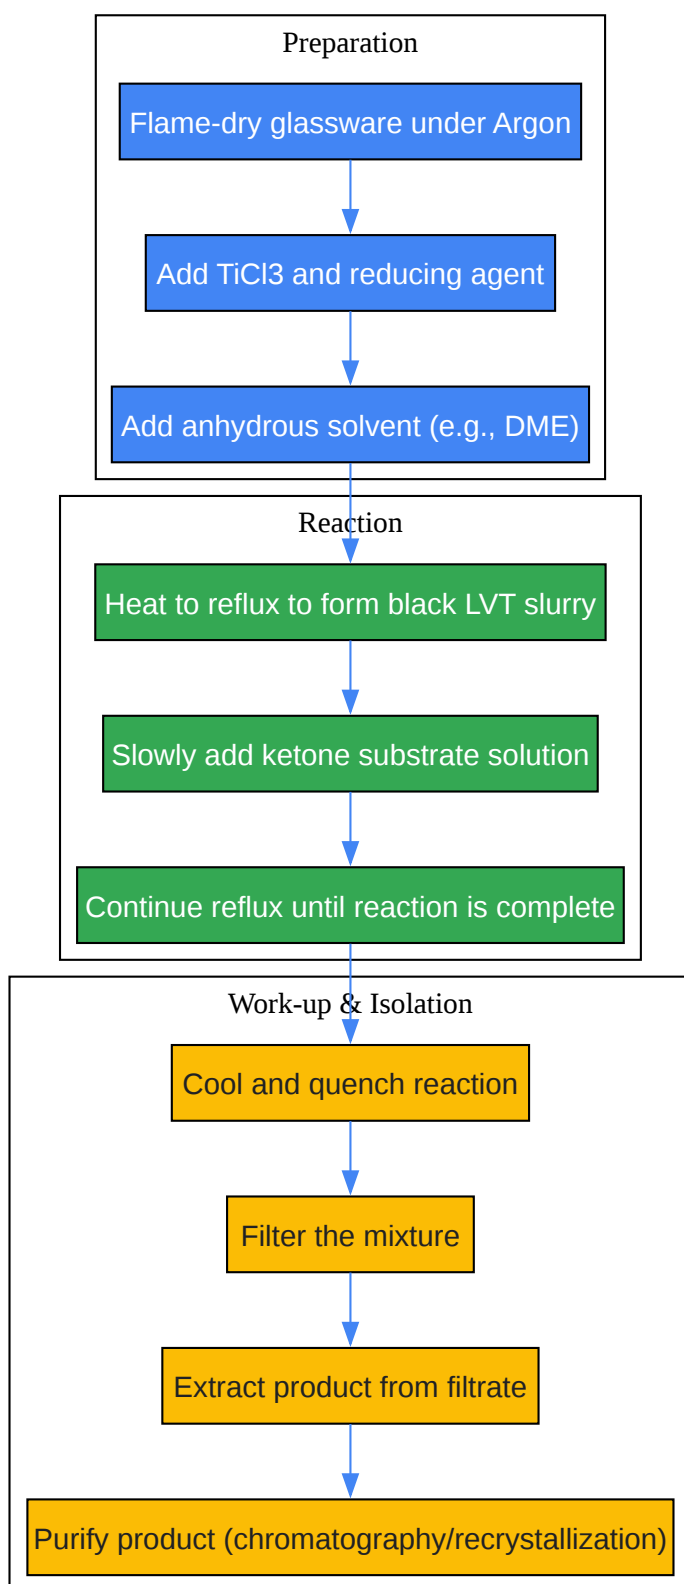 Preparation
Flame-dry glassware under Argon
Add TiCl3 and reducing agent
Add anhydrous solvent (e.g., DME)
Reaction
Heat to reflux to form black LVT slurry
Slowly add ketone substrate solution
Continue reflux until reaction is complete
Work-up & Isolation
Cool and quench reaction
Filter the mixture
Extract product from filtrate
Purify product (chromatography/recrystallization)